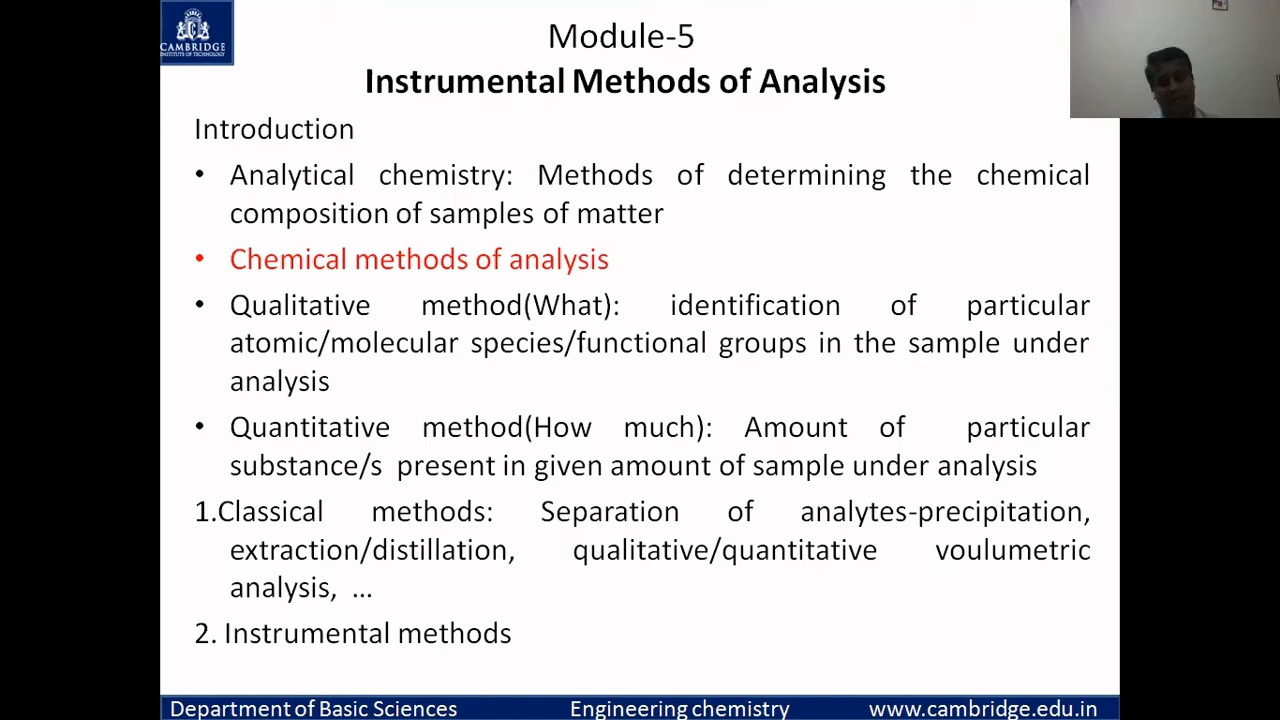 CAMBRIDGE
INSTITUTE OF TECHNOLOGY
Module-5
Instrumental Methods of Analysis
Introduction
• Analytical chemistry: Methods of determining the chemical
composition of samples of matter
• Chemical methods of analysis
• Qualitative method(What): identification of particular
atomic/molecular species/functional groups in the sample under
analysis
• Quantitative method(How much): Amount of particular
substance/s present in given amount of sample under analysis
1.Classical methods: Separation of analytes-precipitation,
extraction/distillation, qualitative/quantitative voulumetric
analysis, ...
2. Instrumental methods
Department of Basic Sciences Engineering chemistry www.cambridge.edu.in